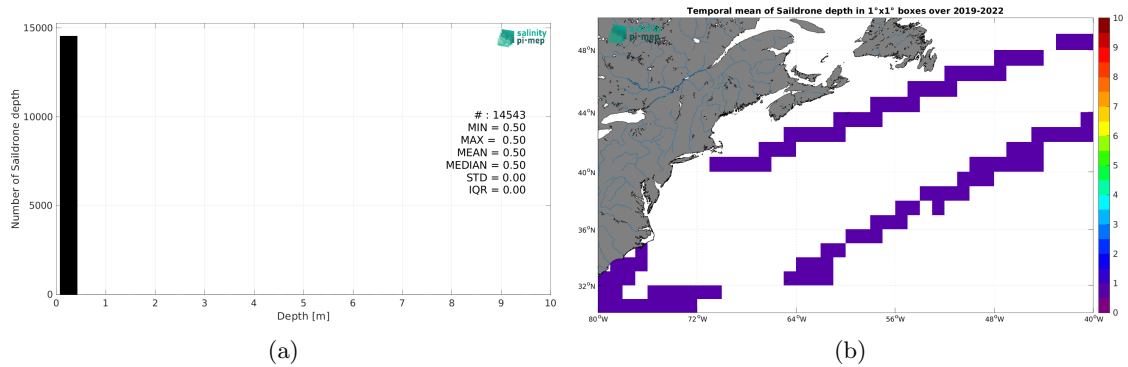 15000
10000
5000
0
Number of Saildrone depth
salinity
pi-mep
# : 14543
MIN = 0.50
MAX = 0.50
MEAN = 0.50
MEDIAN = 0.50
STD = 0.00
IQR = 0.00
0 1 2 3 4 5 6 7 8 9 10
Depth [m]
(a)
Temporal mean of Saildrone depth in 1°x1° boxes over 2019-2022
pi-mep
48°N
44°N
40°N
36°N
32°N
80°W 72°W 64°W 56°W 48°W 40°W
10
9
8
7
6
5
4
3
2
1
0
(b)